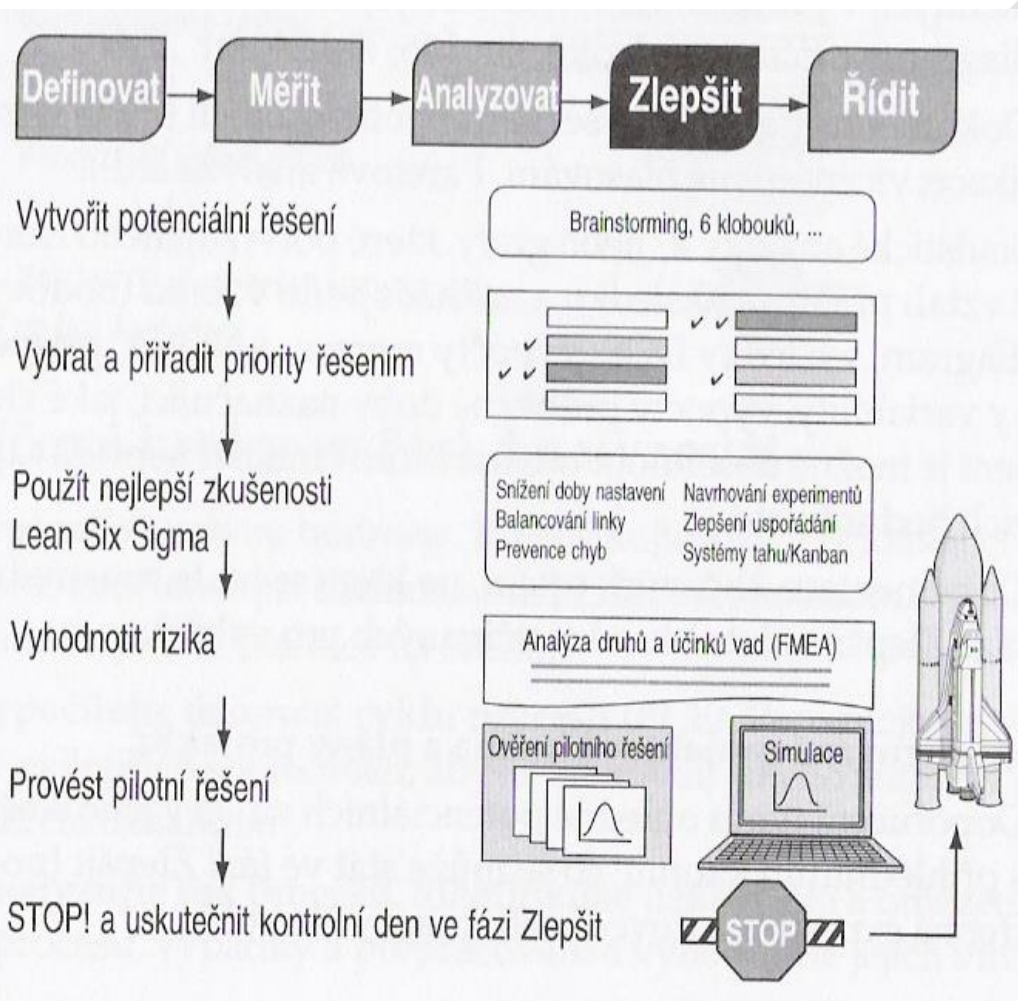 Definovat
Měřit
Analyzovat
Zlepšit
Řídit
Vytvořit potenciální řešení
Brainstorming, 6 klobouků, ...
Vybrat a přiřadit priority řešením
Použít nejlepší zkušenosti
Lean Six Sigma
Snížení doby nastavení
Navrhování experimentů
Balancování linky
Zlepšení uspořádání
Prevence chyb
Systémy tahu/Kanban
Vyhodnotit rizika
Analýza druhů a účinků vad (FMEA)
Provést pilotní řešení
Ověření pilotního řešení
Simulace
STOP! a uskutečnit kontrolní den ve fázi Zlepšit
STOP